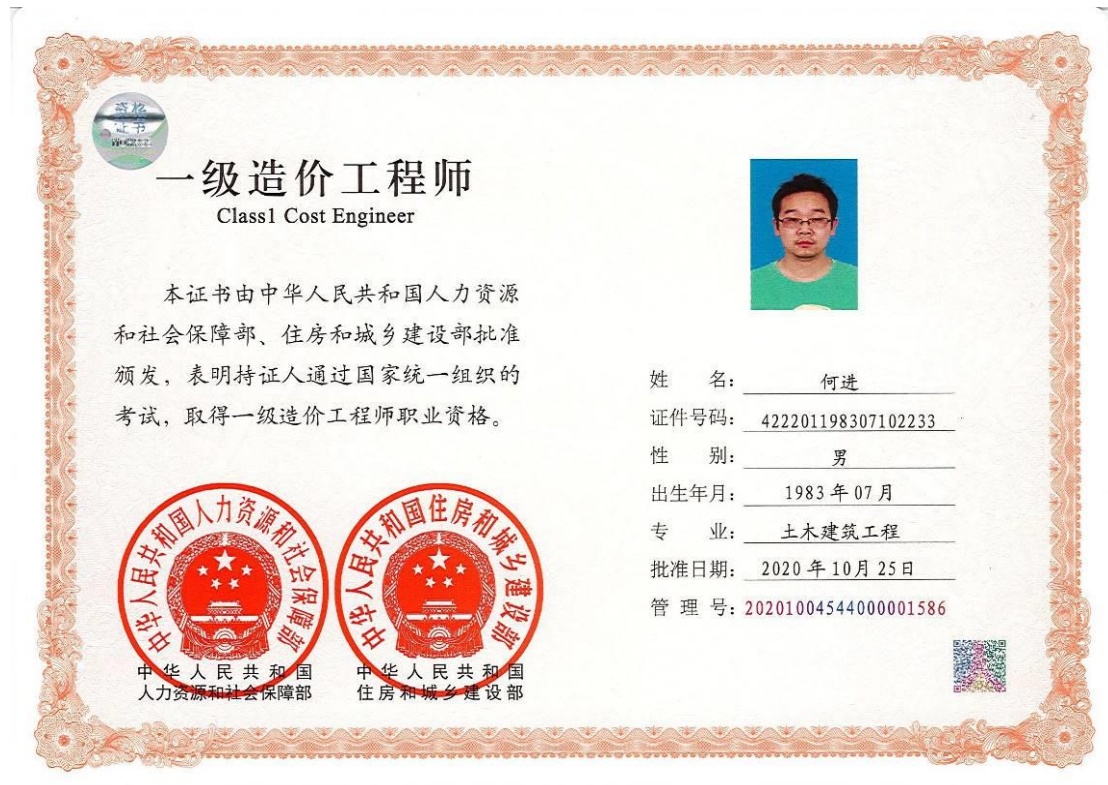 资格
证书
一级造价工程师
Class1 Cost Engineer
本证书由中华人民共和国人力资源
和社会保障部、住房和城乡建设部批准
颁发，表明持证人通过国家统一组织的
考试，取得一级造价工程师职业资格。
中华人民共和国人力资源和社会保障部
中华人民共和国住房和城乡建设部
中华人民共和国
人力资源和社会保障部
中华人民共和国
住房和城乡建设部
姓 名：何进
证件号码：422201198307102233
性 别：男
出生年月：1983年07月
专 业：土木建筑工程
批准日期：2020年10月25日
管 理 号：20201004544000001586